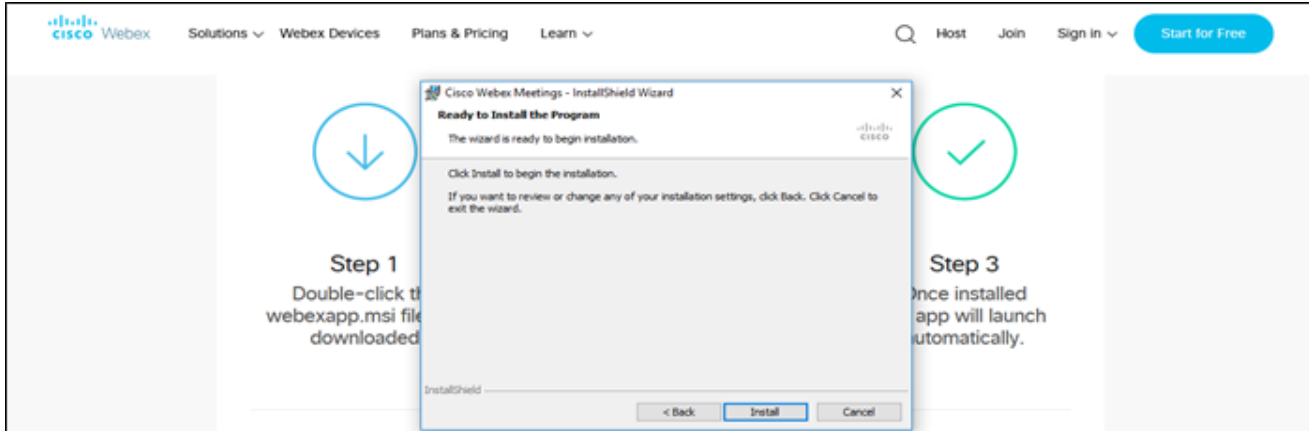 CISCO Webex Solutions Webex Devices Plans & Pricing Learn Host Join Sign in Start for Free
Cisco Webex Meetings - InstallShield Wizard
Ready to Install the Program
The wizard is ready to begin installation.
CISCO
Click Install to begin the installation.
If you want to review or change any of your installation settings, click Back. Click Cancel to
exit the wizard.
InstallShield
< Back Install Cancel
Step 1
Double-click
webexapp.msi
downloaded
Step 3
installed
app will launch
automatically.